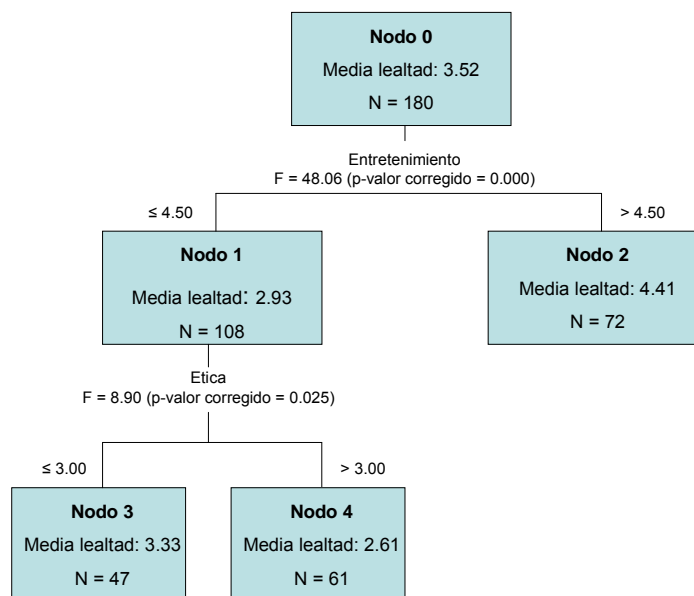 Nodo 0
Media lealtad: 3.52
N = 180
Entretenimiento
F = 48.06 (p-valor corregido = 0.000)
≤ 4.50
> 4.50
Nodo 1
Media lealtad: 2.93
N = 108
Nodo 2
Media lealtad: 4.41
N = 72
Etica
F = 8.90 (p-valor corregido = 0.025)
≤ 3.00
> 3.00
Nodo 3
Media lealtad: 3.33
N = 47
Nodo 4
Media lealtad: 2.61
N = 61